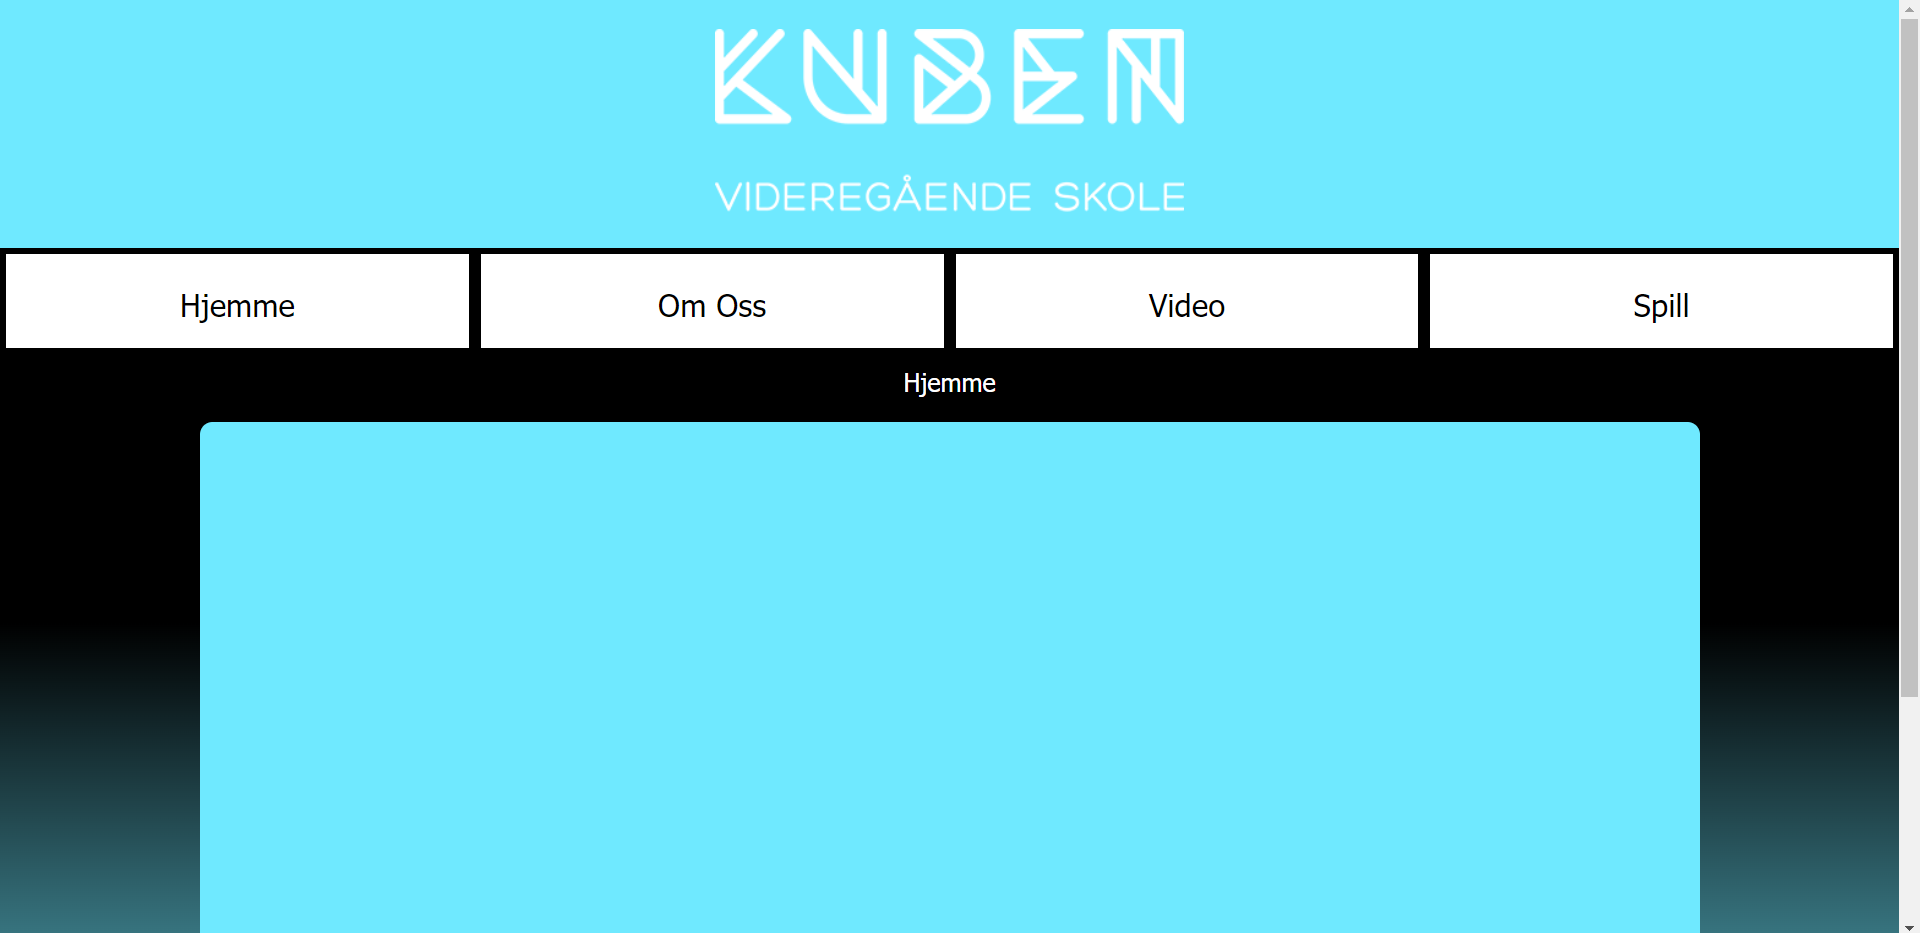 KUBEN
VIDEREGÅENDE SKOLE
Hjemme
Om Oss
Video
Spill
Hjemme